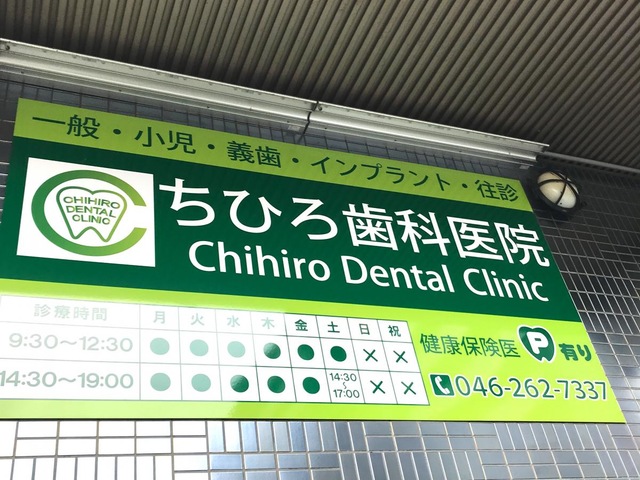 一般・小児・義歯・インプラント・往診
CHIHIRO
DENTAL
CLINIC
ちひろ歯科医院
Chihiro Dental Clinic
診療時間 月 火 水 木 金 土 日 祝
9:30〜12:30 ● ● ● ● ● ● × ×
14:30〜19:00 ● ● ● ● ● 14:30〜17:00 × ×
健康保険医 P 有り
046-262-7337